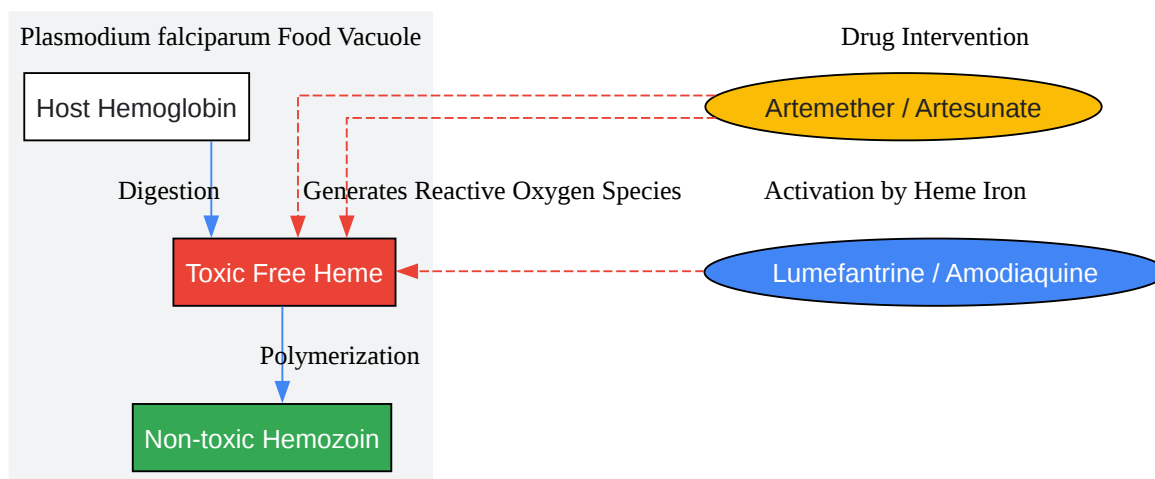 Plasmodium falciparum Food Vacuole
Drug Intervention
Host Hemoglobin
Artemether / Artesunate
Digestion
Generates Reactive Oxygen Species
Activation by Heme Iron
Toxic Free Heme
Lumefantrine / Amodiaquine
Polymerization
Non-toxic Hemozoin